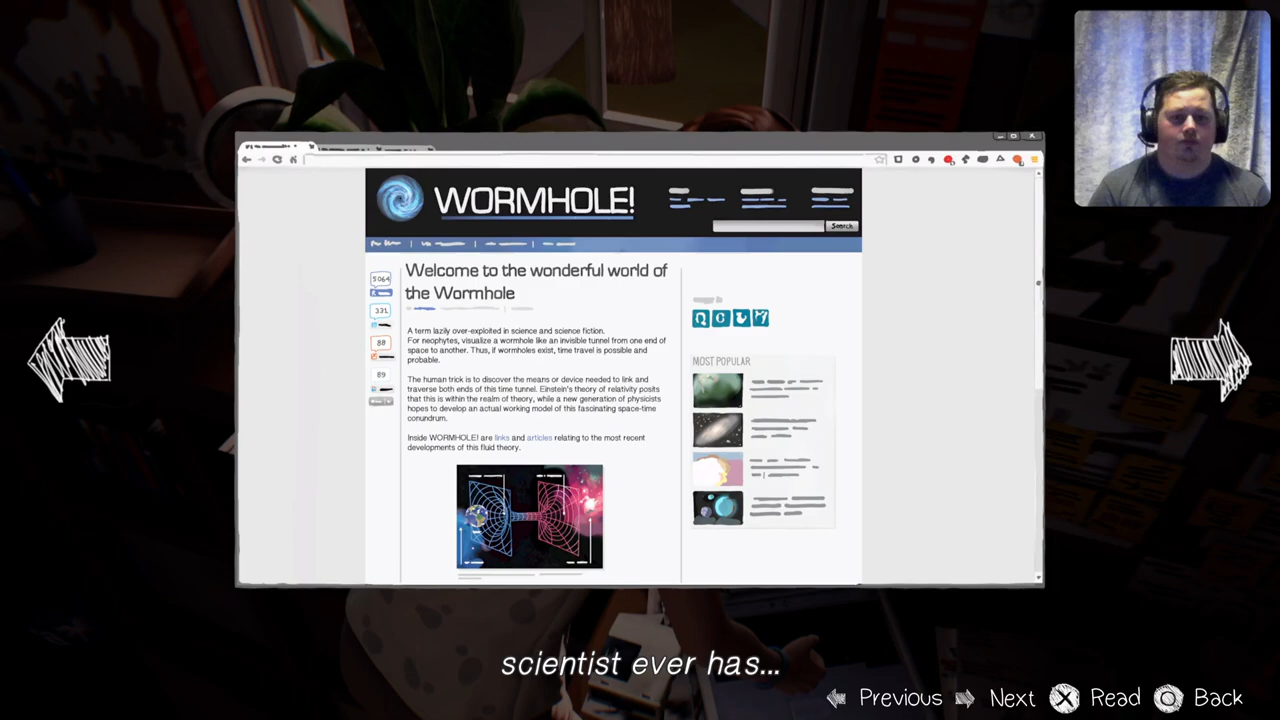 WORMHOLE!
Search
Welcome to the wonderful world of
the Wormhole
5064
331
88
89
A term lazily over-exploited in science and science fiction.
For neophytes, visualize a wormhole like an invisible tunnel from one end of
space to another. Thus, if wormholes exist, time travel is possible and
probable.
The human trick is to discover the means or device needed to link and
traverse both ends of this time tunnel. Einstein's theory of relativity posits
that this is within the realm of theory, while a new generation of physicists
hopes to develop an actual working model of this fascinating space-time
conundrum.
Inside WORMHOLE! are links and articles relating to the most recent
developments of this fluid theory.
MOST POPULAR
scientist ever has...
Previous Next Read Back